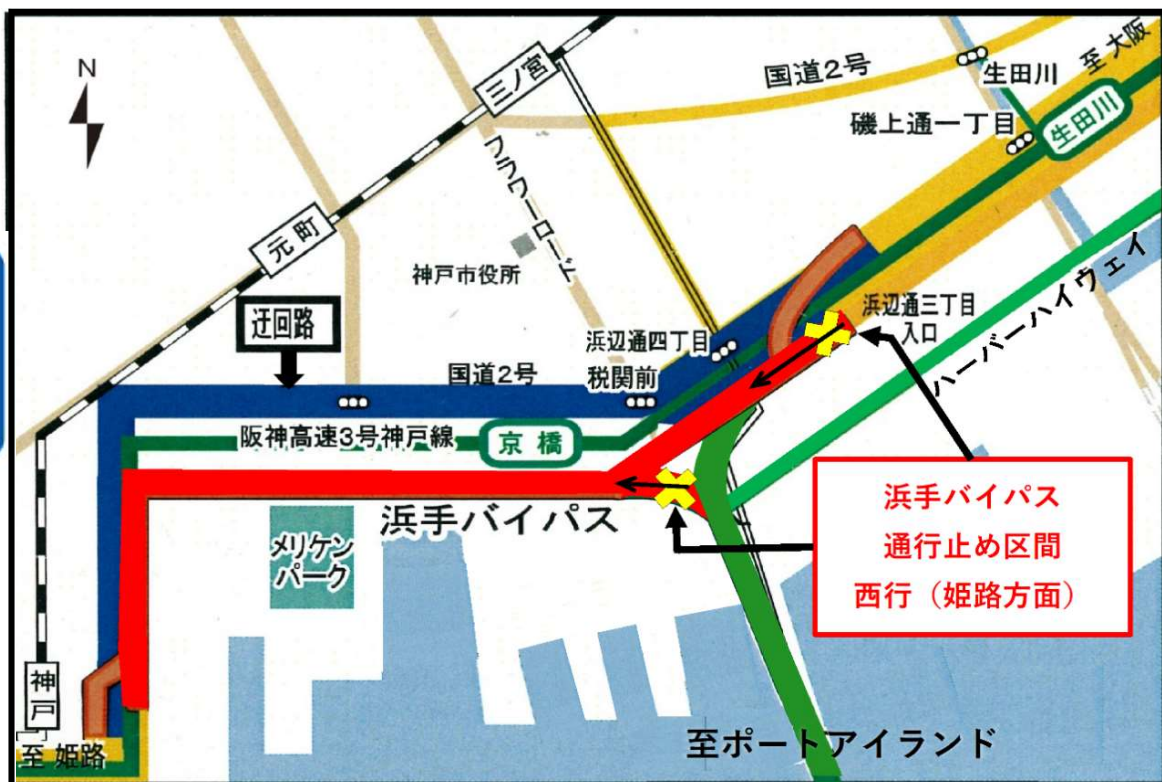 N
三ノ宮
国道2号
生田川
至 大阪
磯上通一丁目
生田川
フラワーロード
元町
神戸市役所
迂回路
浜辺通四丁目
浜辺通三丁目
入口
ハーバーハイウェイ
国道2号
税関前
阪神高速3号神戸線
京橋
浜手バイパス
メリケン
パーク
浜手バイパス
通行止め区間
西行（姫路方面）
神戸
至 姫路
至ポートアイランド